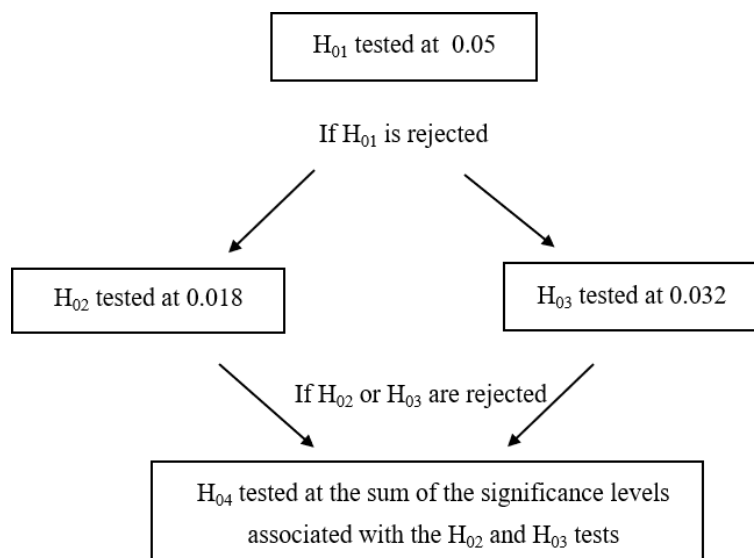 H₀₁ tested at 0.05
If H₀₁ is rejected
H₀₂ tested at 0.018
H₀₃ tested at 0.032
If H₀₂ or H₀₃ are rejected
H₀₄ tested at the sum of the significance levels
associated with the H₀₂ and H₀₃ tests